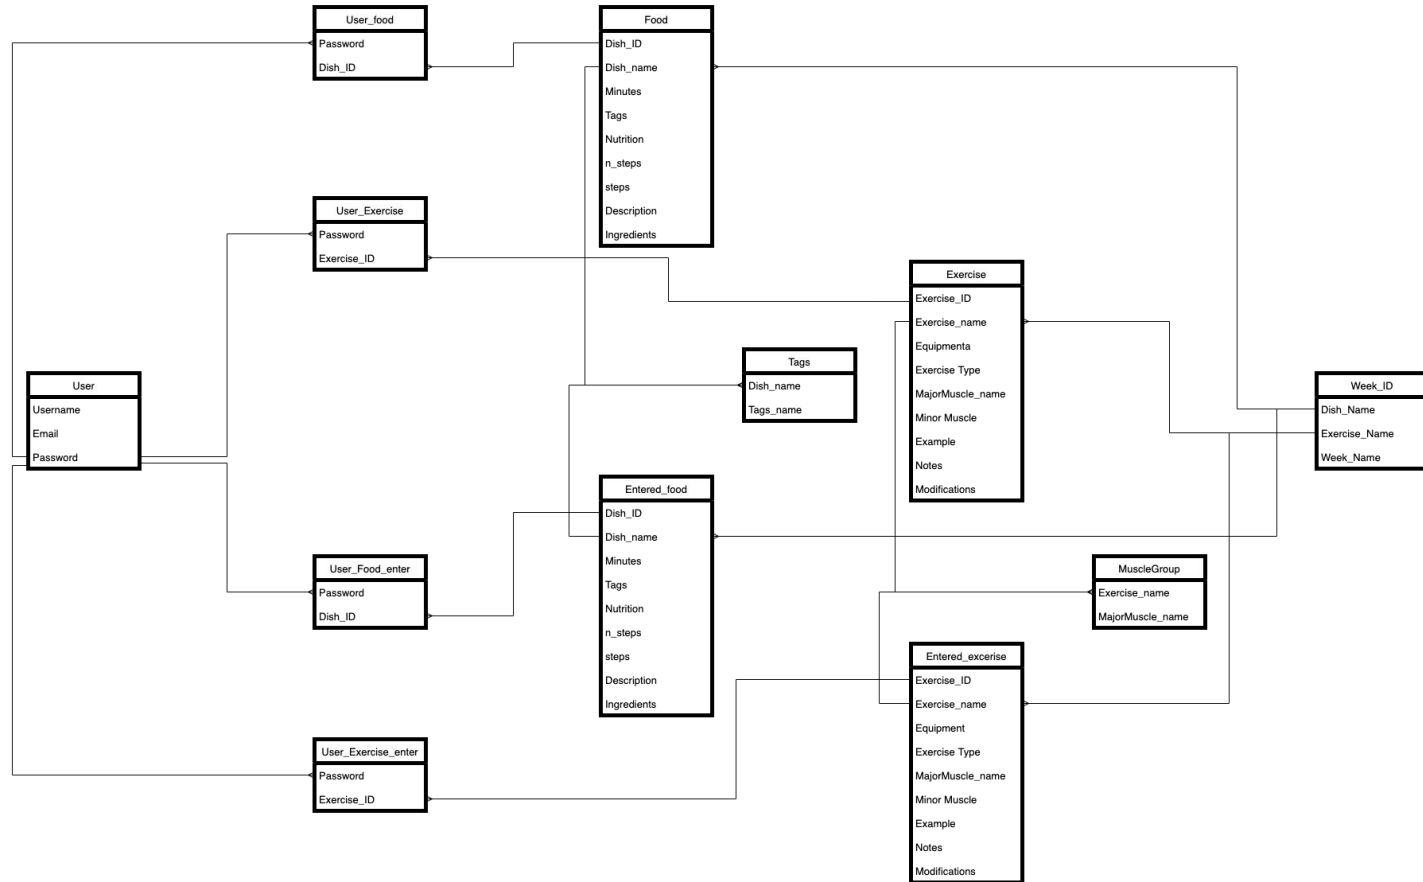 User_food
Password
Dish_ID
Food
Dish_ID
Dish_name
Minutes
Tags
Nutrition
n_steps
steps
Description
Ingredients
User_Exercise
Password
Exercise_ID
Exercise
Exercise_ID
Exercise_name
Equipmenta
Exercise Type
MajorMuscle_name
Minor Muscle
Example
Notes
Modifications
Tags
Dish_name
Tags_name
User
Username
Email
Password
Week_ID
Dish_Name
Exercise_Name
Week_Name
Entered_food
Dish_ID
Dish_name
Minutes
Tags
Nutrition
n_steps
steps
Description
Ingredients
User_Food_enter
Password
Dish_ID
MuscleGroup
Exercise_name
MajorMuscle_name
Entered_excerise
Exercise_ID
Exercise_name
Equipment
Exercise Type
MajorMuscle_name
Minor Muscle
Example
Notes
Modifications
User_Exercise_enter
Password
Exercise_ID